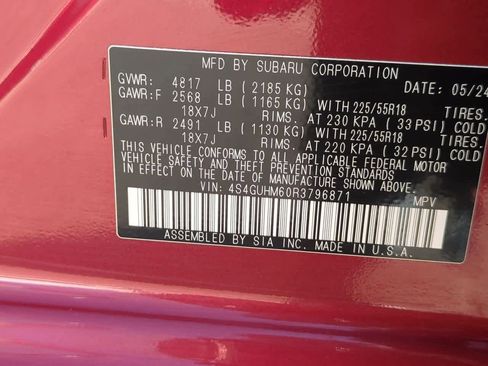 MFD BY SUBARU CORPORATION
GVWR: 4817 LB ( 2185 KG) DATE: 05/24
GAWR:F 2568 LB ( 1165 KG) WITH 225/55R18 TIRES.
18X7J RIMS. AT 230 KPA ( 33 PSI) COLD
GAWR:R 2491 LB ( 1130 KG) WITH 225/55R18 TIRES.
18X7J RIMS. AT 220 KPA ( 32 PSI) COLD
THIS VEHICLE CONFORMS TO ALL APPLICABLE FEDERAL MOTOR
VEHICLE SAFETY AND THEFT PREVENTION STANDARDS
IN EFFECT ON THE DATE OF MANUFACTURE SHOWN ABOVE.
VIN: 4S4GUHM60R3796871 MPV
ASSEMBLED BY SIA INC. MADE IN U.S.A.